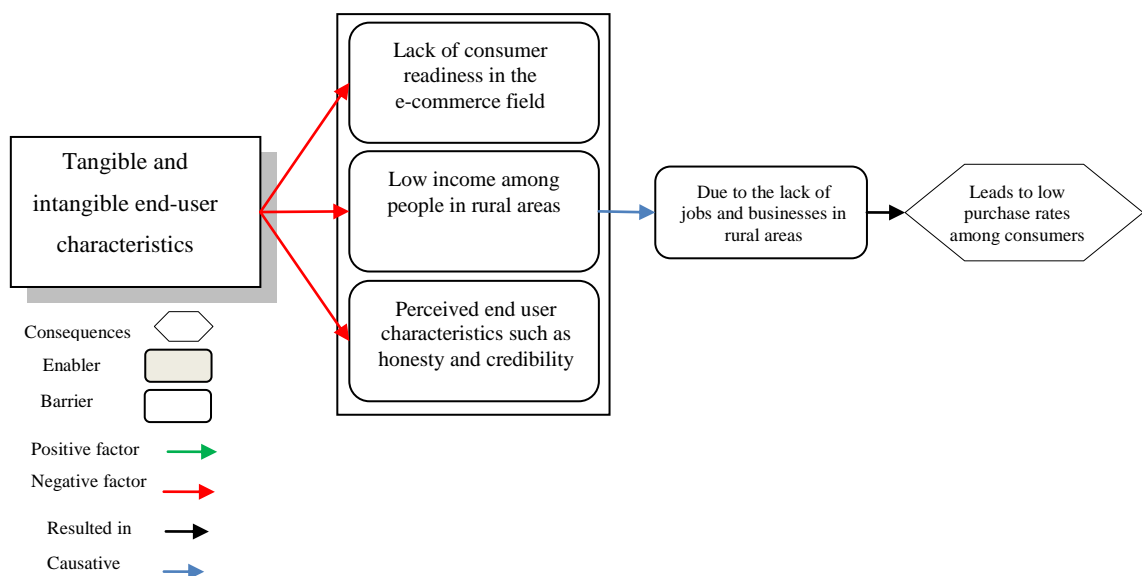 Tangible and
intangible end-user
characteristics
Lack of consumer
readiness in the
e-commerce field
Low income among
people in rural areas
Perceived end user
characteristics such as
honesty and credibility
Due to the lack of
jobs and businesses in
rural areas
Leads to low
purchase rates
among consumers
Consequences
Enabler
Barrier
Positive factor
Negative factor
Resulted in
Causative